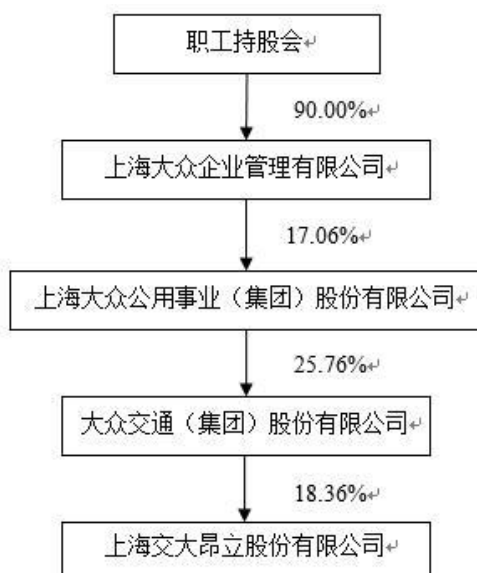 职工持股会
90.00%
上海大众企业管理有限公司
17.06%
上海大众公用事业（集团）股份有限公司
25.76%
大众交通（集团）股份有限公司
18.36%
上海交大昂立股份有限公司